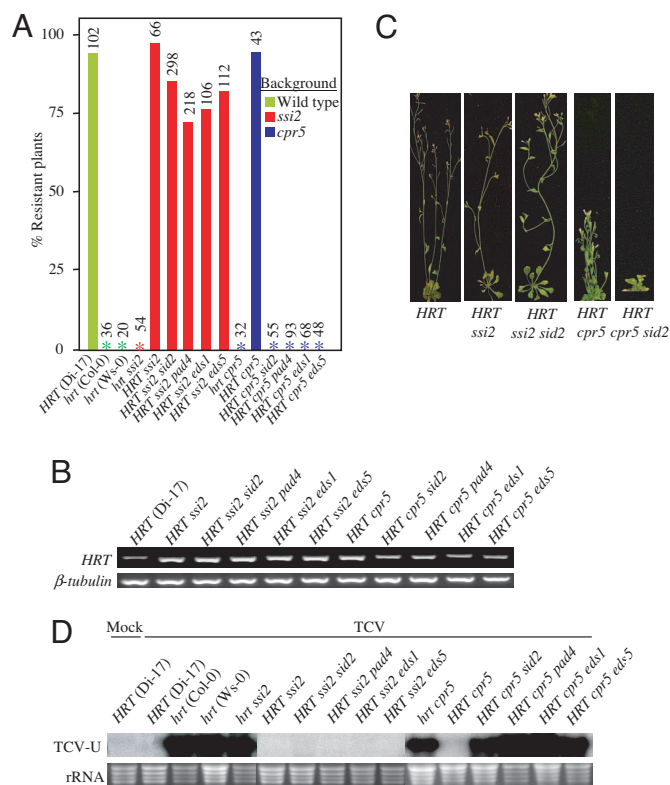 A
% Resistant plants
100
75
50
25
0
102
36
20
54
66
298
218
106
112
32
43
55
93
68
48
* * * * * * * * *
Background
Wild type
ssi2
cpr5
HRT (Di-17)
hrt (Col-0)
hrt (Ws-0)
hrt ssi2
HRT ssi2
HRT ssi2 sid2
HRT ssi2 pad4
HRT ssi2 eds1
HRT ssi2 eds5
hrt cpr5
HRT cpr5
HRT cpr5 sid2
HRT cpr5 pad4
HRT cpr5 eds1
HRT cpr5 eds5
C
HRT
HRT
ssi2
HRT
ssi2 sid2
HRT
cpr5
HRT
cpr5 sid2
B
HRT (Di-17)
HRT ssi2
HRT ssi2 sid2
HRT ssi2 pad4
HRT ssi2 eds1
HRT ssi2 eds5
HRT cpr5
HRT cpr5 sid2
HRT cpr5 pad4
HRT cpr5 eds1
HRT cpr5 eds5
HRT
β-tubulin
D
Mock
TCV
HRT (Di-17)
HRT (Di-17)
hrt (Col-0)
hrt (Ws-0)
hrt ssi2
HRT ssi2
HRT ssi2 sid2
HRT ssi2 pad4
HRT ssi2 eds1
HRT ssi2 eds5
hrt cpr5
HRT cpr5
HRT cpr5 sid2
HRT cpr5 pad4
HRT cpr5 eds1
HRT cpr5 eds5
TCV-U
rRNA